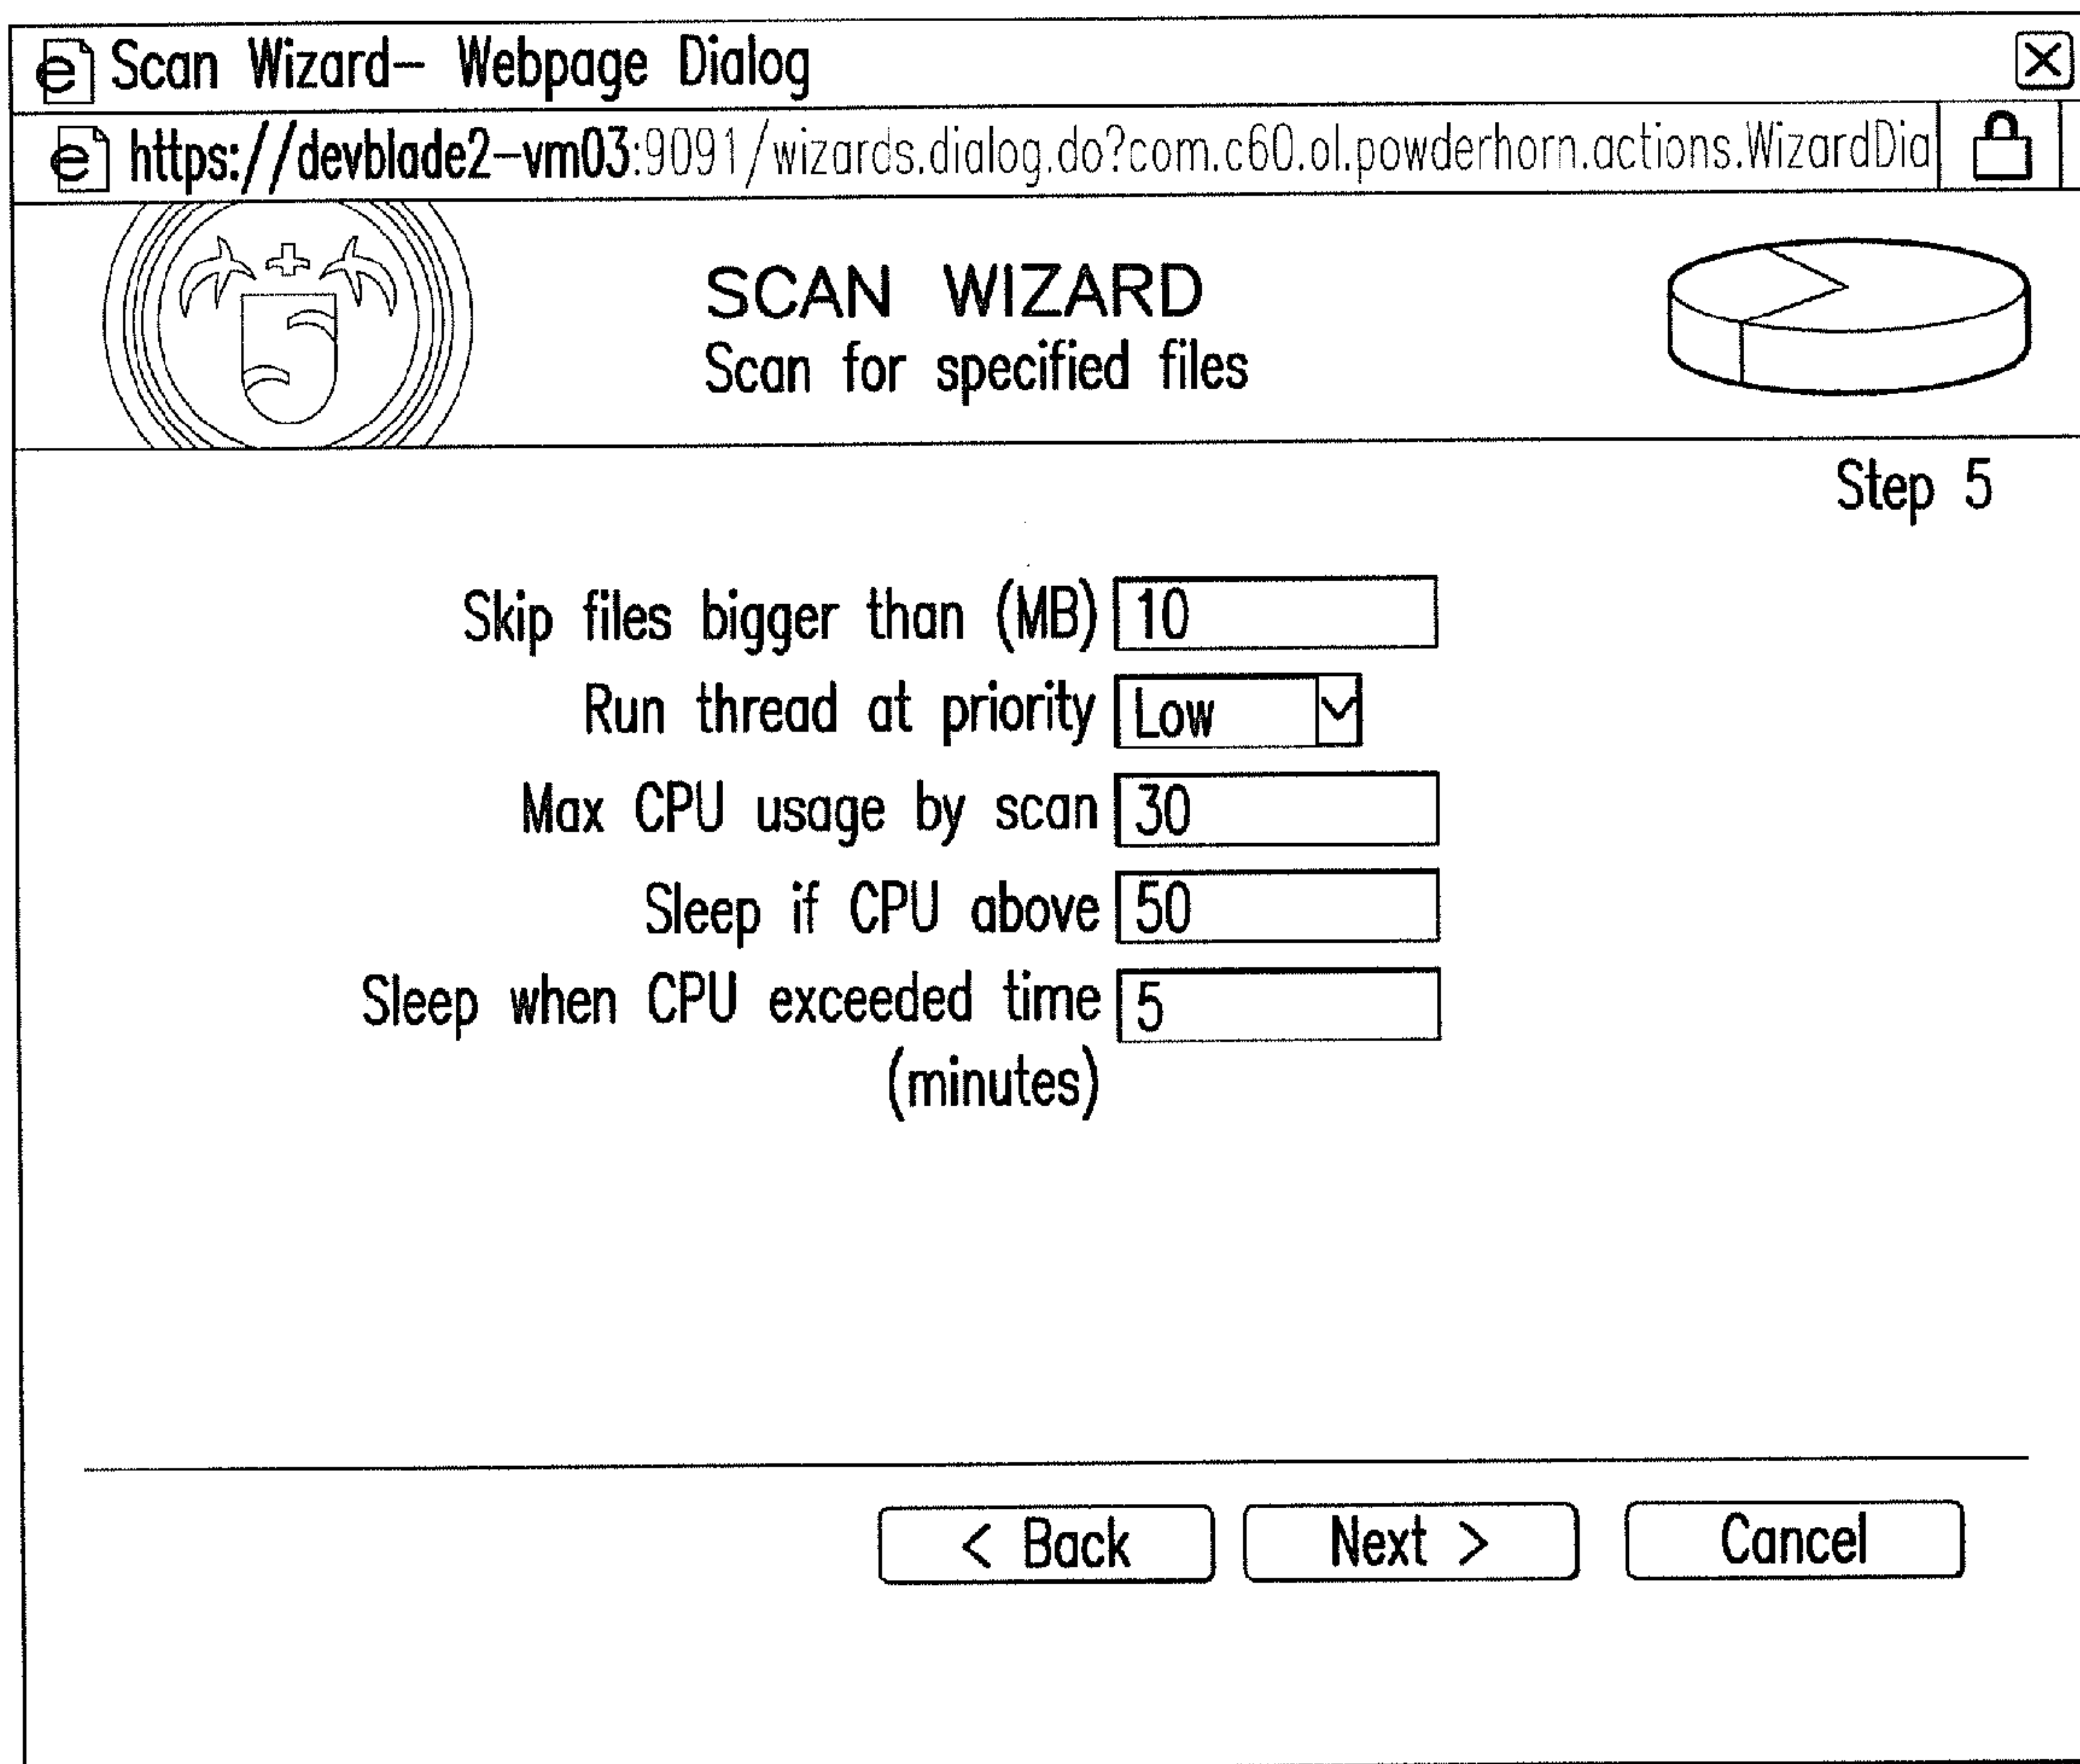 Scan Wizard– Webpage Dialog
https://devblade2–vm03:9091/wizards.dialog.do?com.c60.ol.powderhorn.actions.WizardDia
SCAN WIZARD
Scan for specified files
Step 5
Skip files bigger than (MB) 10
Run thread at priority Low
Max CPU usage by scan 30
Sleep if CPU above 50
Sleep when CPU exceeded time 5
(minutes)
< Back Next > Cancel